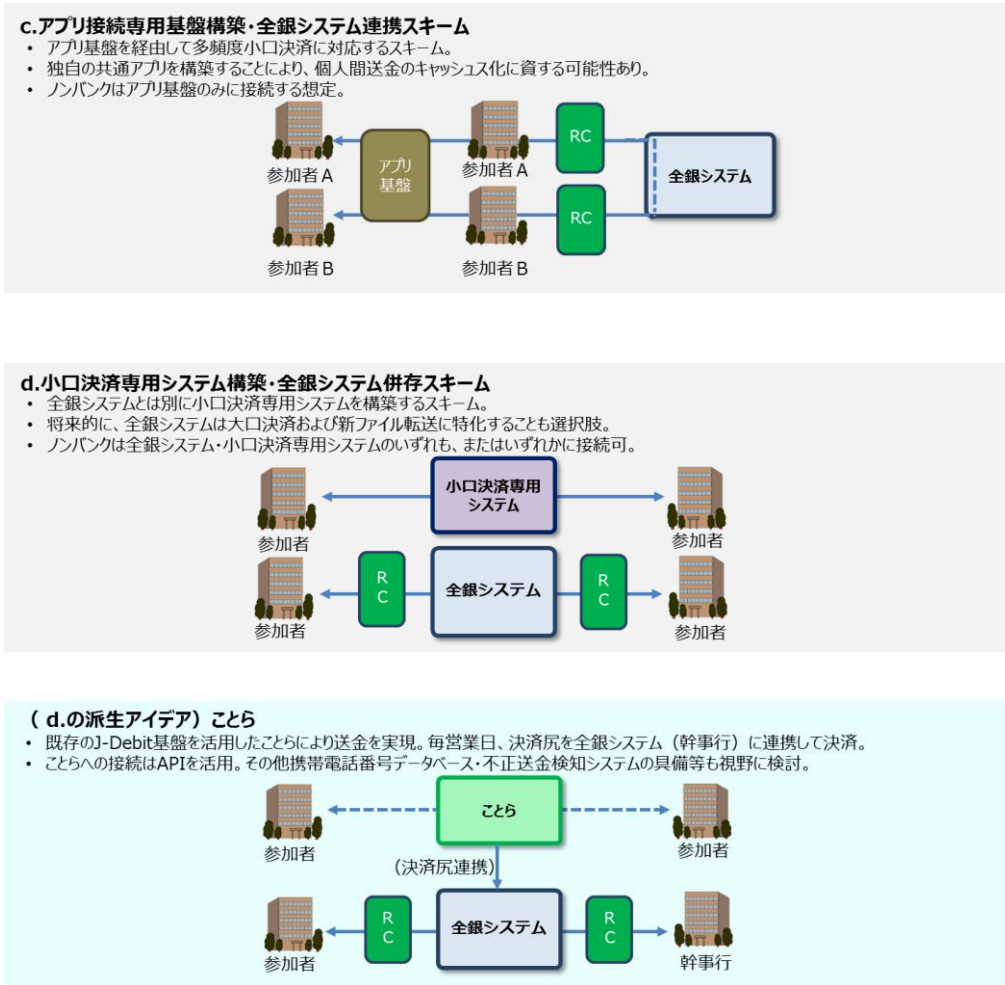 c.アプリ接続専用基盤構築・全銀システム連携スキーム
• アプリ基盤を経由して多頻度小口決済に対応するスキーム。
• 独自の共通アプリを構築することにより、個人間送金のキャッシュス化に資する可能性あり。
• ノンバンクはアプリ基盤のみに接続する想定。
参加者A
アプリ
基盤
参加者A
RC
全銀システム
参加者B
参加者B
RC
d.小口決済専用システム構築・全銀システム併存スキーム
• 全銀システムとは別に小口決済専用システムを構築するスキーム。
• 将来的に、全銀システムは大口決済および新ファイル転送に特化することも選択肢。
• ノンバンクは全銀システム・小口決済専用システムのいずれも、またはいずれかに接続可。
参加者
小口決済専用
システム
参加者
参加者
R
C
全銀システム
R
C
参加者
( d.の派生アイデア）ことら
• 既存のJ-Debit基盤を活用したことらにより送金を実現。毎営業日、決済尻を全銀システム（幹事行）に連携して決済。
• ことらへの接続はAPIを活用。その他携帯電話番号データベース・不正送金検知システムの具備等も視野に検討。
参加者
ことら
参加者
（決済尻連携）
参加者
R
C
全銀システム
R
C
幹事行